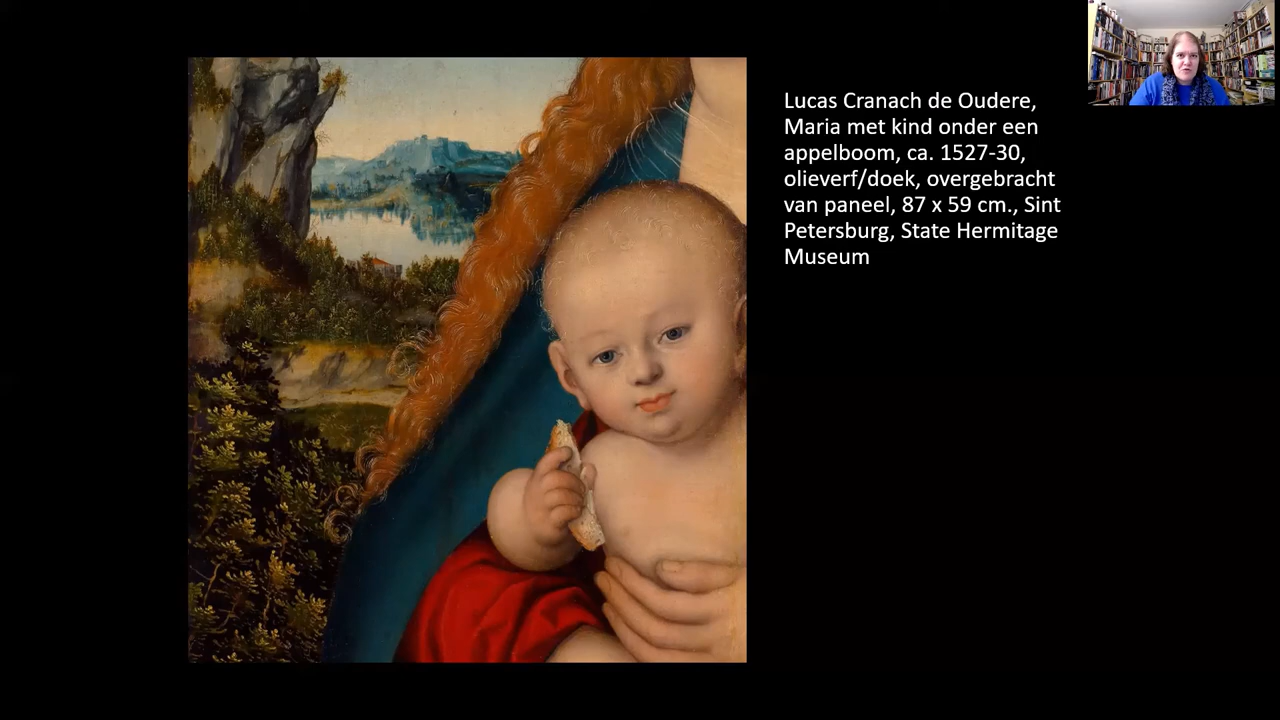 Lucas Cranach de Oudere,
Maria met kind onder een
appelboom, ca. 1527-30,
olieverf/doek, overgebracht
van paneel, 87 x 59 cm., Sint
Petersburg, State Hermitage
Museum